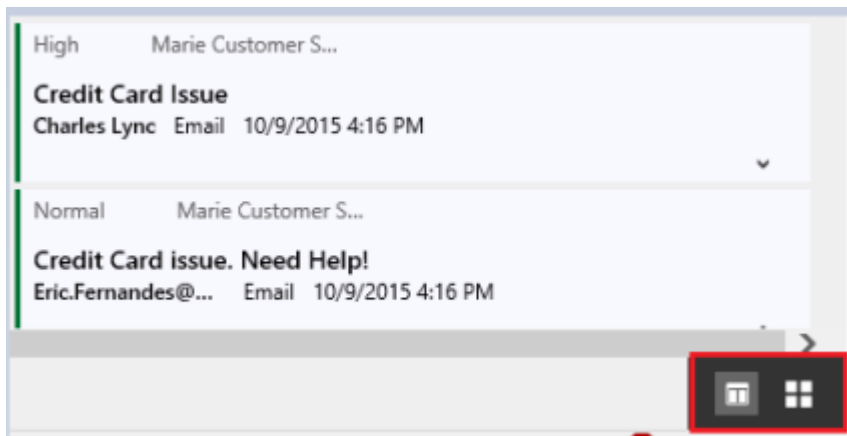 High Marie Customer S...
Credit Card Issue
Charles Lync Email 10/9/2015 4:16 PM
Normal Marie Customer S...
Credit Card issue. Need Help!
Eric.Fernandes@... Email 10/9/2015 4:16 PM